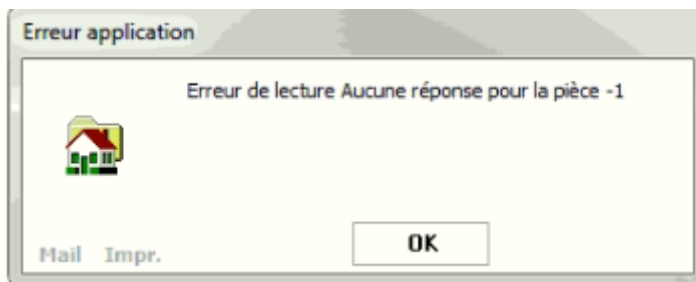 Erreur application
Erreur de lecture Aucune réponse pour la pièce -1
OK
Mail Impr.